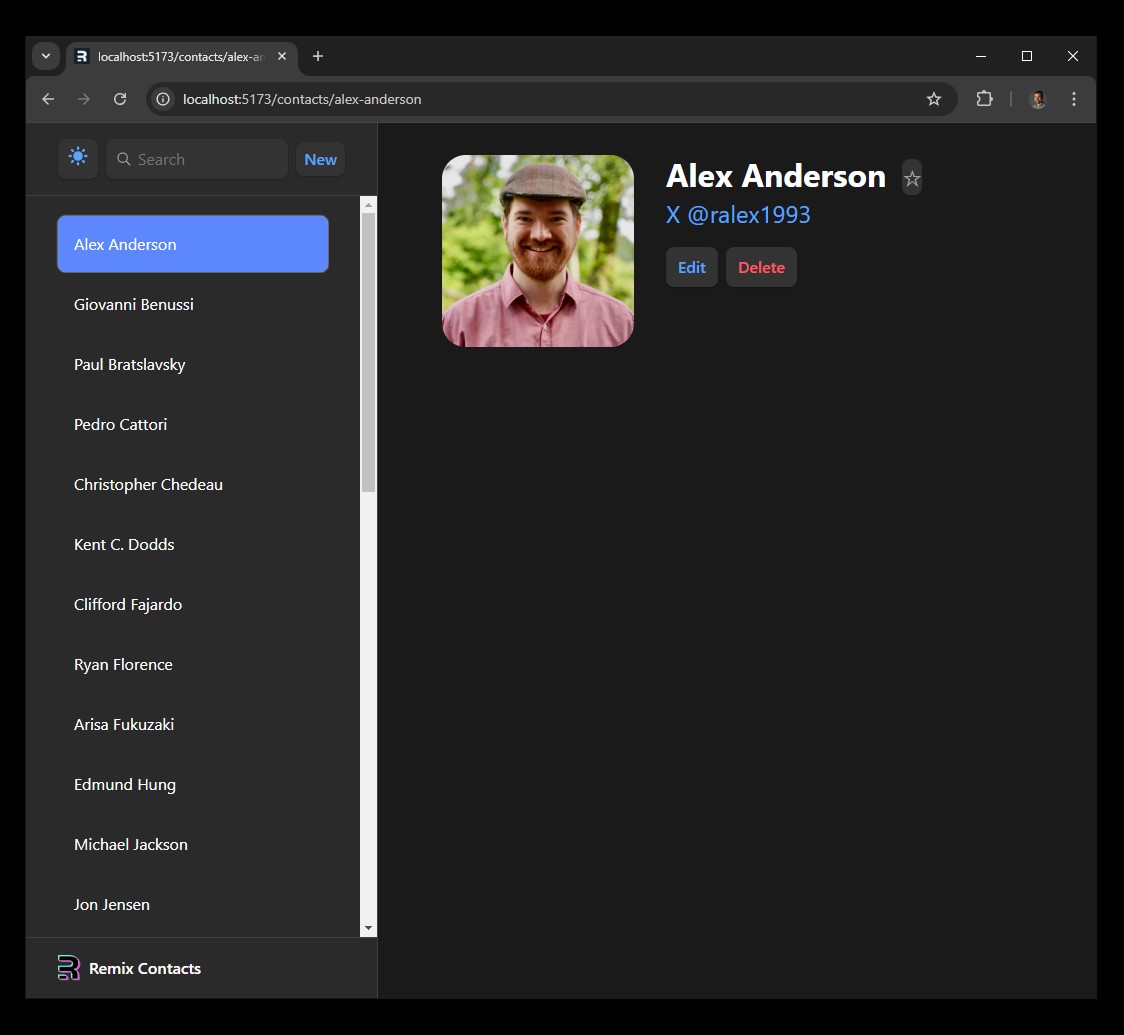 localhost:5173/contacts/alex-an
localhost:5173/contacts/alex-anderson
Search
New
Alex Anderson
Giovanni Benussi
Paul Bratslavsky
Pedro Cattori
Christopher Chedeau
Kent C. Dodds
Clifford Fajardo
Ryan Florence
Arisa Fukuzaki
Edmund Hung
Michael Jackson
Jon Jensen
Remix Contacts
Alex Anderson
X @ralex1993
Edit Delete